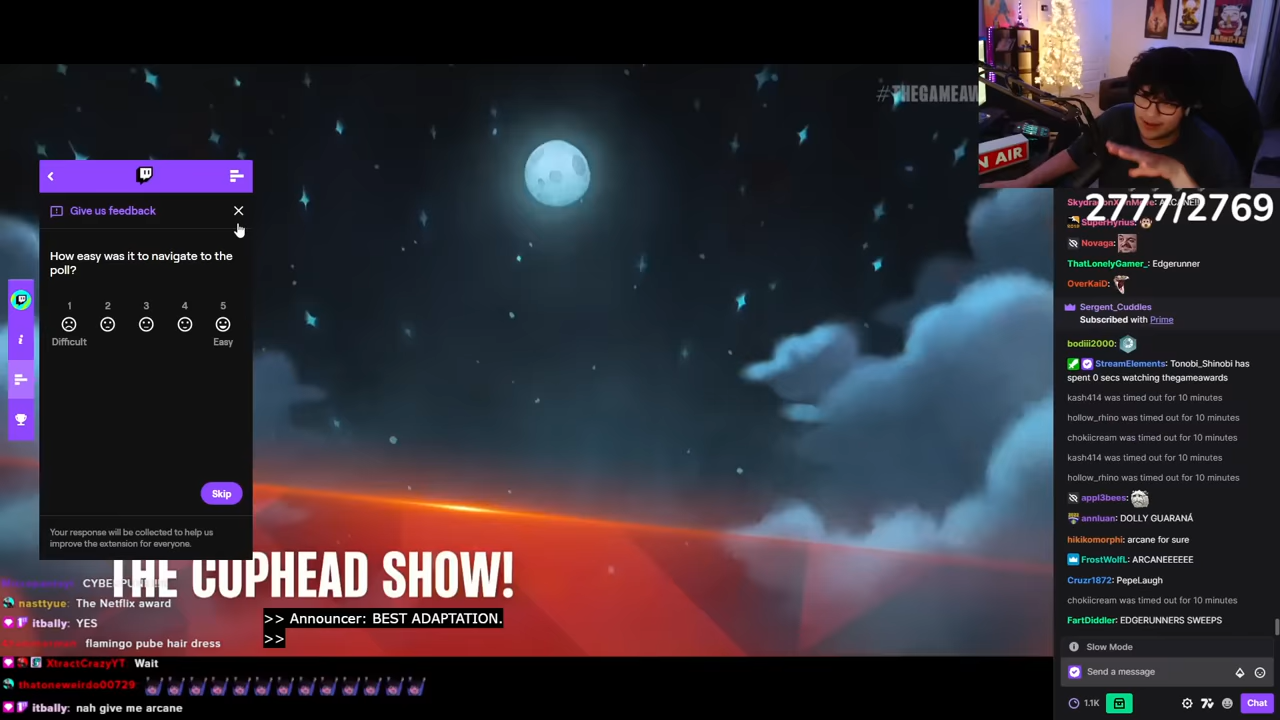 #THEGAMEAW
ON AIR
2777/2769
Give us feedback
How easy was it to navigate to the
poll?
1 2 3 4 5
Difficult Easy
Skip
Your response will be collected to help us
improve the extension for everyone.
THE CUPHEAD SHOW!
>> Announcer: BEST ADAPTATION.
>>
nasttyue: The Netflix award
itbally: YES
flamingo pube hair dress
XtractCrazyYT Wait
thatoneweirdo00729
itbally: nah give me arcane
SuperHyrius:
Novaga:
ThatLonelyGamer_: Edgerunner
OverKaiD:
Sergent_Cuddles
Subscribed with Prime
bodiii2000:
StreamElements: Tonobi_Shinobi has
spent 0 secs watching thegameawards
kash414 was timed out for 10 minutes
hollow_rhino was timed out for 10 minutes
chokiicream was timed out for 10 minutes
kash414 was timed out for 10 minutes
hollow_rhino was timed out for 10 minutes
appl3bees:
annluan: DOLLY GUARANÁ
hikikomorphi: arcane for sure
FrostWolfL: ARCANEEEEE
Cruzr1872: PepeLaugh
chokiicream was timed out for 10 minutes
FartDiddler: EDGERUNNERS SWEEPS
Slow Mode
Send a message
1.1K
Chat